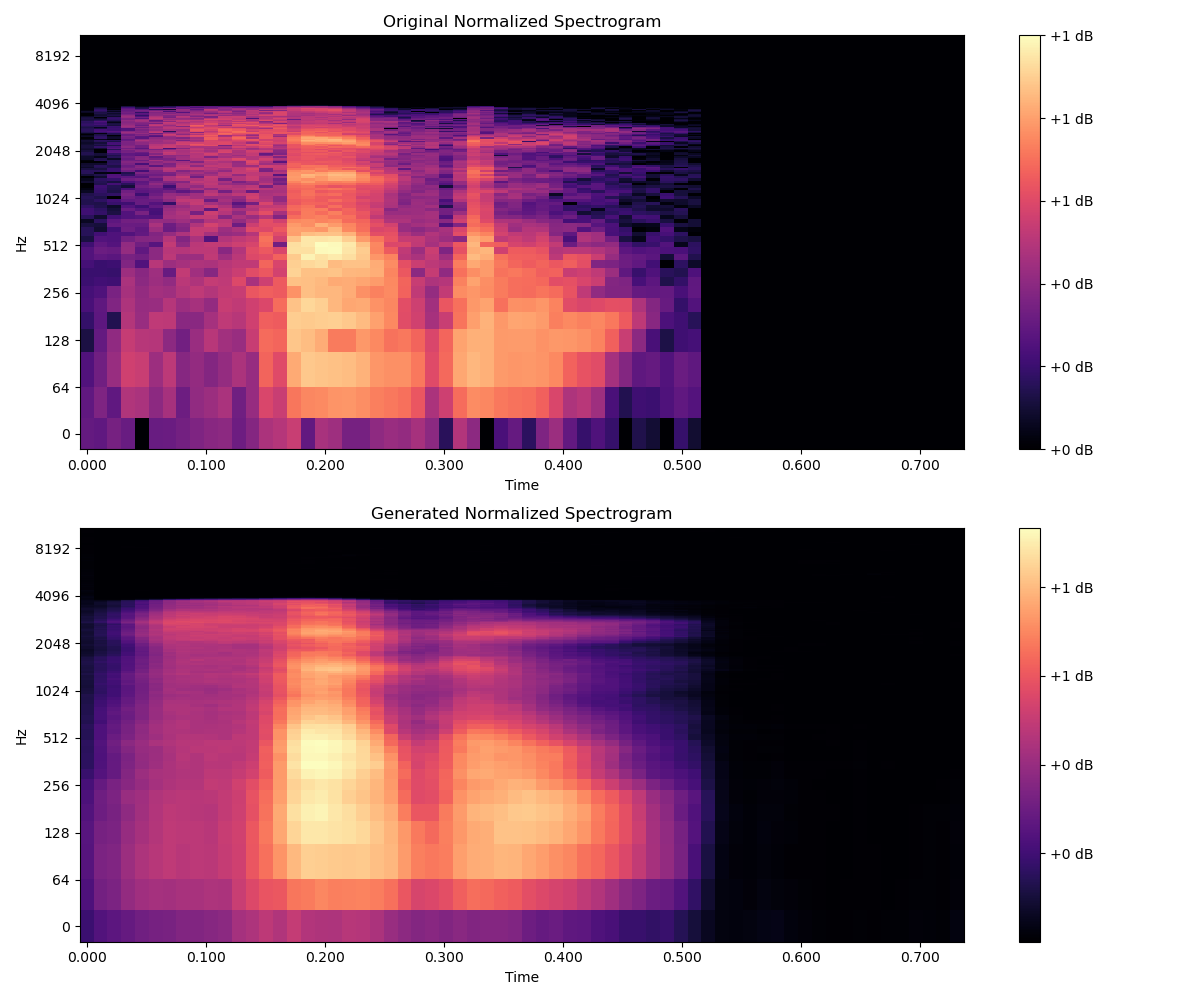 Original Normalized Spectrogram
8192
4096
2048
1024
512
256
128
64
0
Hz
0.000 0.100 0.200 0.300 0.400 0.500 0.600 0.700
Time
+1 dB
+1 dB
+1 dB
+0 dB
+0 dB
+0 dB
Generated Normalized Spectrogram
8192
4096
2048
1024
512
256
128
64
0
Hz
0.000 0.100 0.200 0.300 0.400 0.500 0.600 0.700
Time
+1 dB
+1 dB
+0 dB
+0 dB